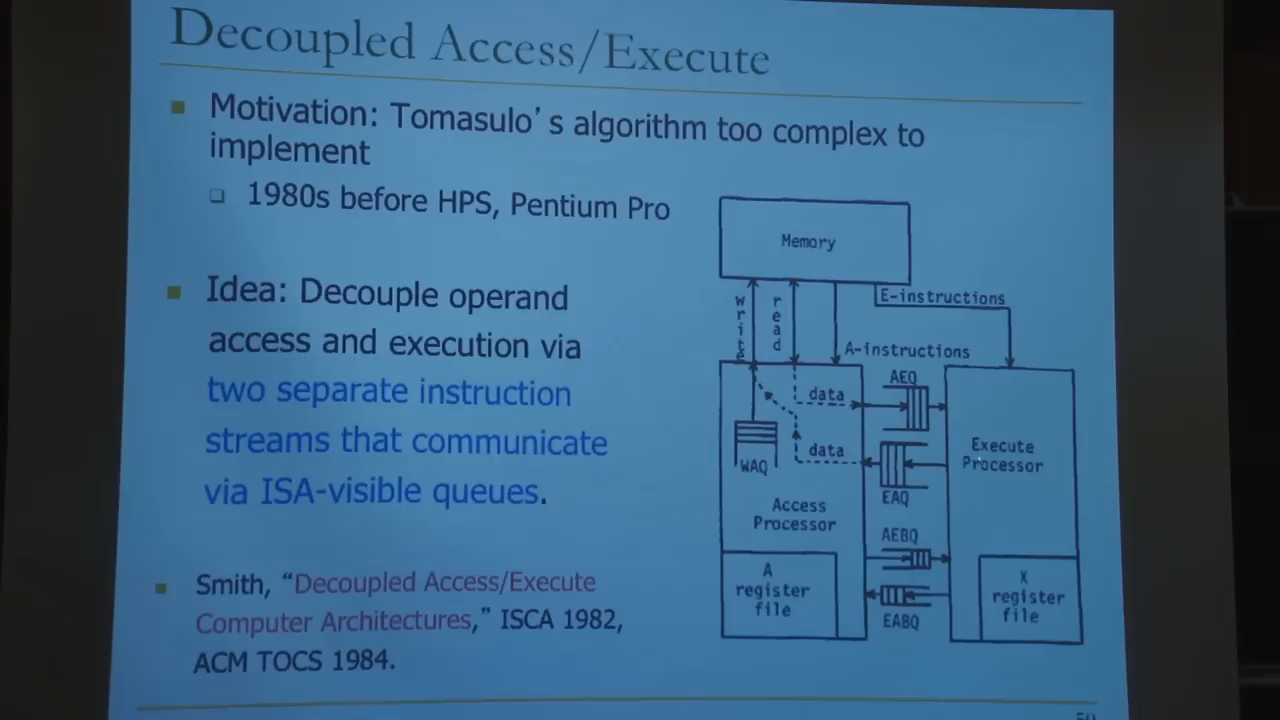 Decoupled Access/Execute
Motivation: Tomasulo's algorithm too complex to
implement
1980s before HPS, Pentium Pro
Idea: Decouple operand
access and execution via
two separate instruction
streams that communicate
via ISA-visible queues.
Smith, “Decoupled Access/Execute
Computer Architectures,” ISCA 1982,
ACM TOCS 1984.
Memory
write
read
E-instructions
A-instructions
AEQ
data
data
WAQ
EAQ
Execute
Processor
Access
Processor
AEBQ
A
register
file
EABQ
X
register
file